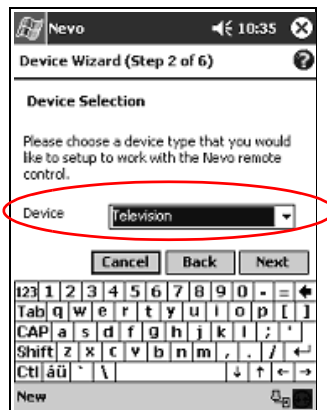 Nevo 10:35
Device Wizard (Step 2 of 6)
Device Selection
Please choose a device type that you would
like to setup to work with the Nevo remote
control.
Device Television
Cancel Back Next
123 1 2 3 4 5 6 7 8 9 0 - =
Tab q w e r t y u i o p [ ]
CAP a s d f g h j k l ; '
Shift z x c v b n m , . /
Ctl áü ` \
New